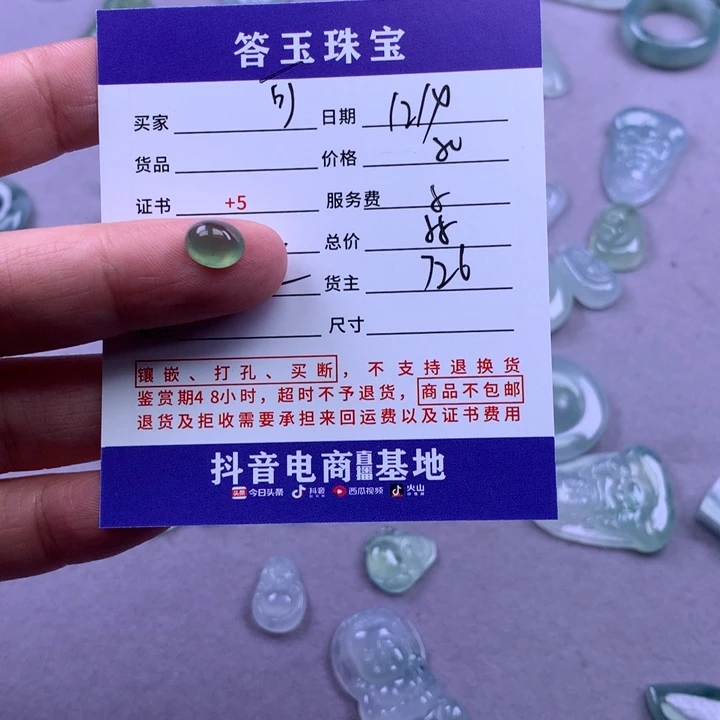 答玉珠宝
买家 51 日期 12/10
货品 价格 80
证书 +5 服务费 8
总价 88
货主 726
尺寸
镶嵌、打孔、买断，不支持退换货
鉴赏期48小时，超时不予退货，商品不包邮
退货及拒收需要承担来回运费以及证书费用
抖音电商直播基地
头条 今日头条 抖音 西瓜视频 火山